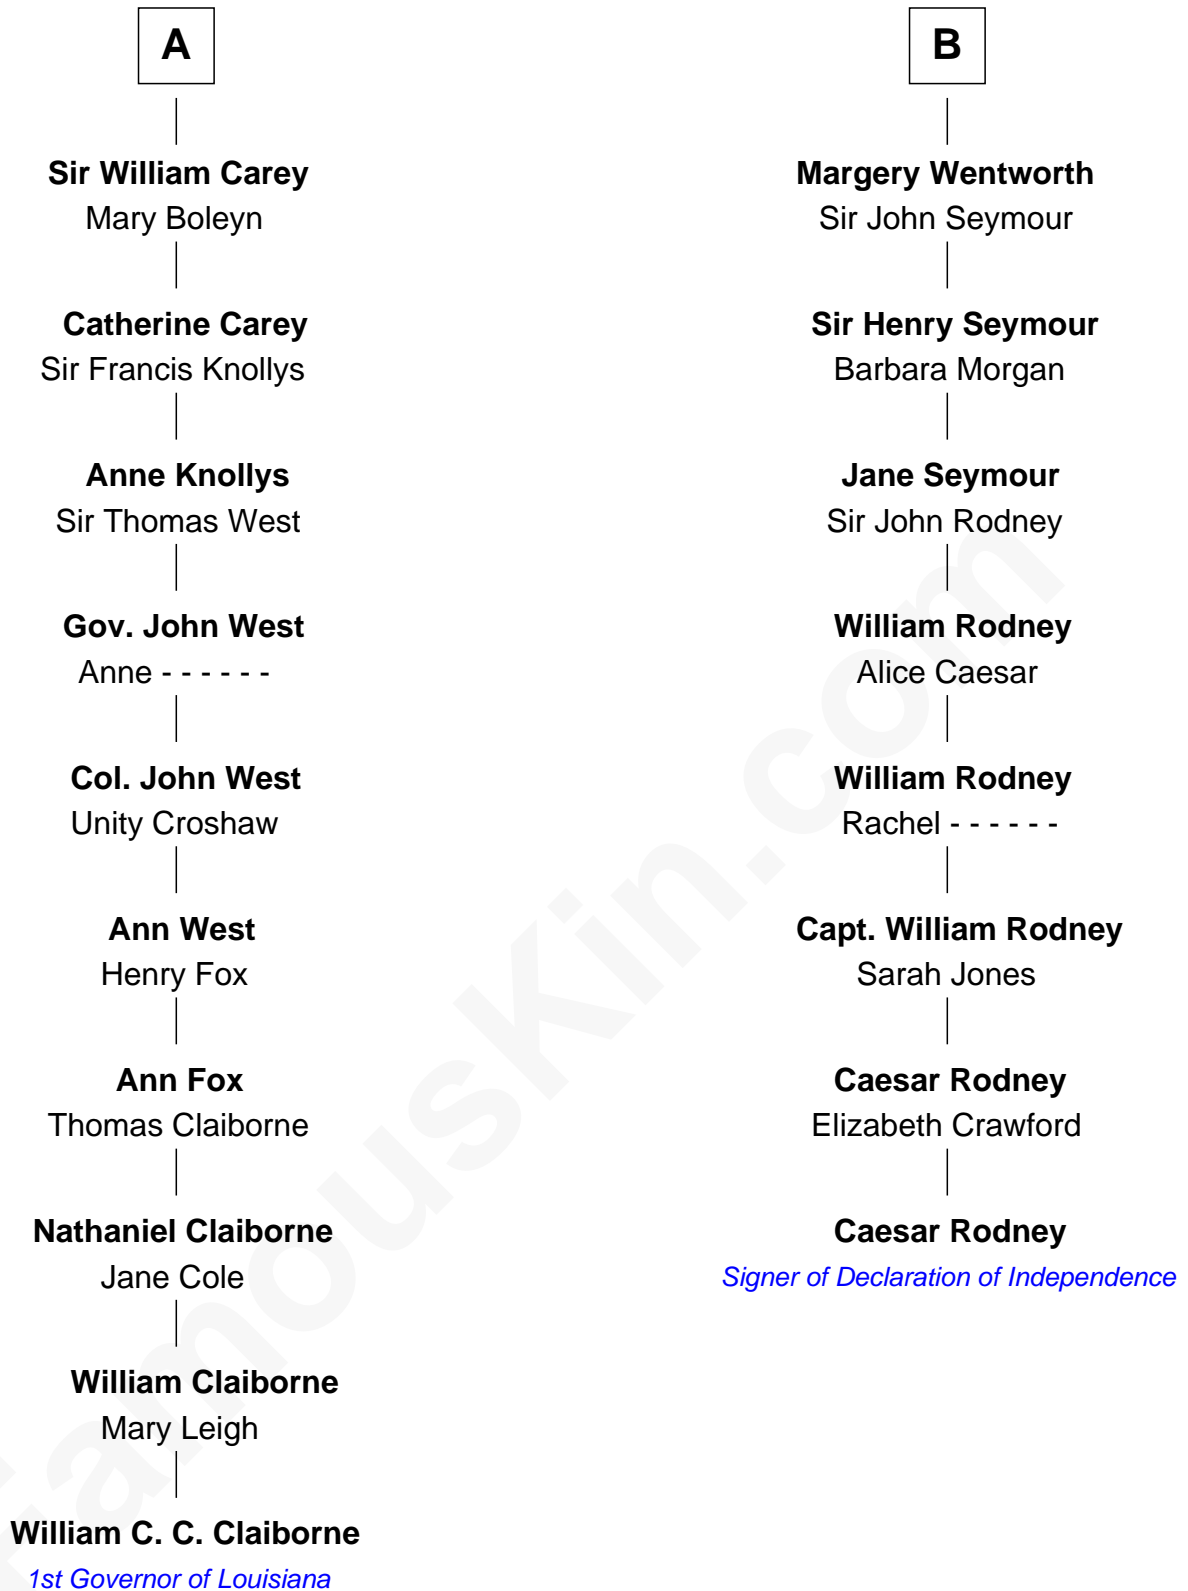 A
Sir William Carey
Mary Boleyn
Catherine Carey
Sir Francis Knollys
Anne Knollys
Sir Thomas West
Gov. John West
Anne - - - - - -
Col. John West
Unity Croshaw
Ann West
Henry Fox
Ann Fox
Thomas Claiborne
Nathaniel Claiborne
Jane Cole
William Claiborne
Mary Leigh
William C. C. Claiborne
1st Governor of Louisiana
B
Margery Wentworth
Sir John Seymour
Sir Henry Seymour
Barbara Morgan
Jane Seymour
Sir John Rodney
William Rodney
Alice Caesar
William Rodney
Rachel - - - - - -
Capt. William Rodney
Sarah Jones
Caesar Rodney
Elizabeth Crawford
Caesar Rodney
Signer of Declaration of Independence
FamousKin.com